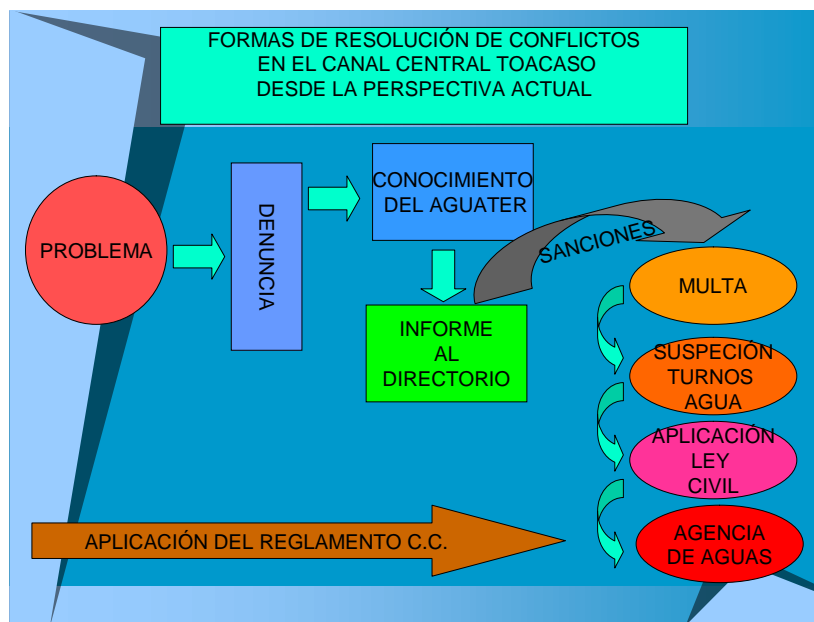 FORMAS DE RESOLUCIÓN DE CONFLICTOS
EN EL CANAL CENTRAL TOACASO
DESDE LA PERSPECTIVA ACTUAL
PROBLEMA
DENUNCIA
CONOCIMIENTO
DEL AGUATER
INFORME
AL
DIRECTORIO
SANCIONES
MULTA
SUSPECIÓN
TURNOS
AGUA
APLICACIÓN
LEY
CIVIL
AGENCIA
DE AGUAS
APLICACIÓN DEL REGLAMENTO C.C.